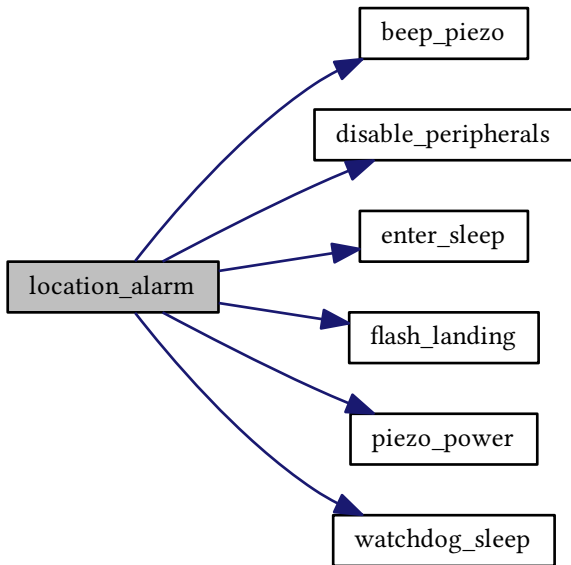 beep_piezo
disable_peripherals
enter_sleep
location_alarm
flash_landing
piezo_power
watchdog_sleep